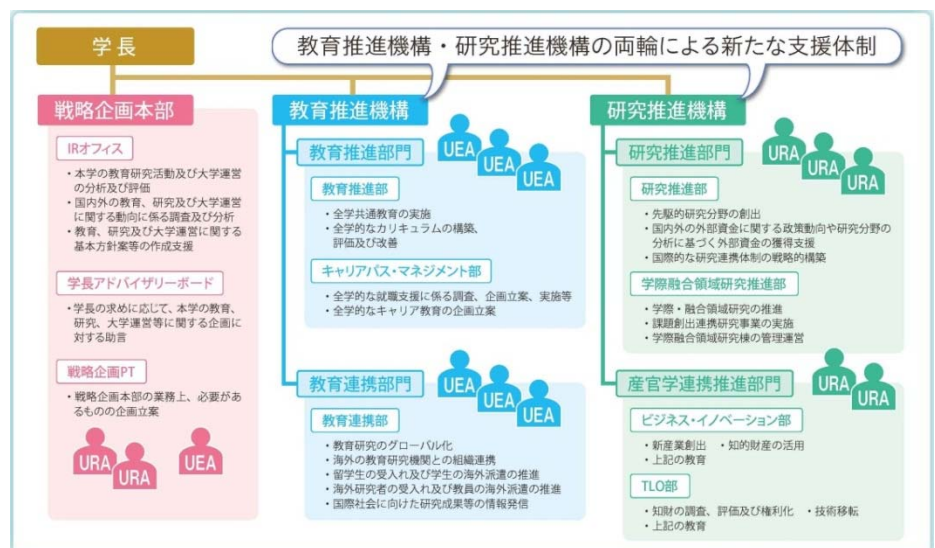 学長
教育推進機構・研究推進機構の両輪による新たな支援体制
戦略企画本部
IRオフィス
・本学の教育研究活動及び大学運営
の分析及び評価
・国内外の教育、研究及び大学運営
に関する動向に係る調査及び分析
・教育、研究及び大学運営に関する
基本方針案等の作成支援
学長アドバイザリーボード
・学長の求めに応じて、本学の教育、
研究、大学運営等に関する企画に
対する助言
戦略企画PT
・戦略企画本部の業務上、必要があ
るものの企画立案
URA
URA
UEA
教育推進機構
UEA
UEA
UEA
教育推進部門
教育推進部
・全学共通教育の実施
・全学的なカリキュラムの構築、
評価及び改善
キャリアパス・マネジメント部
・全学的な就職支援に係る調査、企画立案、実施等
・全学的なキャリア教育の企画立案
教育連携部門
UEA
UEA
UEA
教育連携部
・教育研究のグローバル化
・海外の教育研究機関との組織連携
・留学生の受入れ及び学生の海外派遣の推進
・海外研究者の受入れ及び教員の海外派遣の推進
・国際社会に向けた研究成果等の情報発信
研究推進機構
URA
URA
URA
研究推進部門
研究推進部
・先駆的研究分野の創出
・国内外の外部資金に関する政策動向や研究分野の
分析に基づく外部資金の獲得支援
・国際的な研究連携体制の戦略的構築
学際融合領域研究推進部
・学際・融合領域研究の推進
・課題創出連携研究事業の実施
・学際融合領域研究棟の管理運営
産官学連携推進部門
URA
URA
ビジネス・イノベーション部
・新産業創出 ・知的財産の活用
・上記の教育
TLO部
・知財の調査、評価及び権利化 ・技術移転
・上記の教育